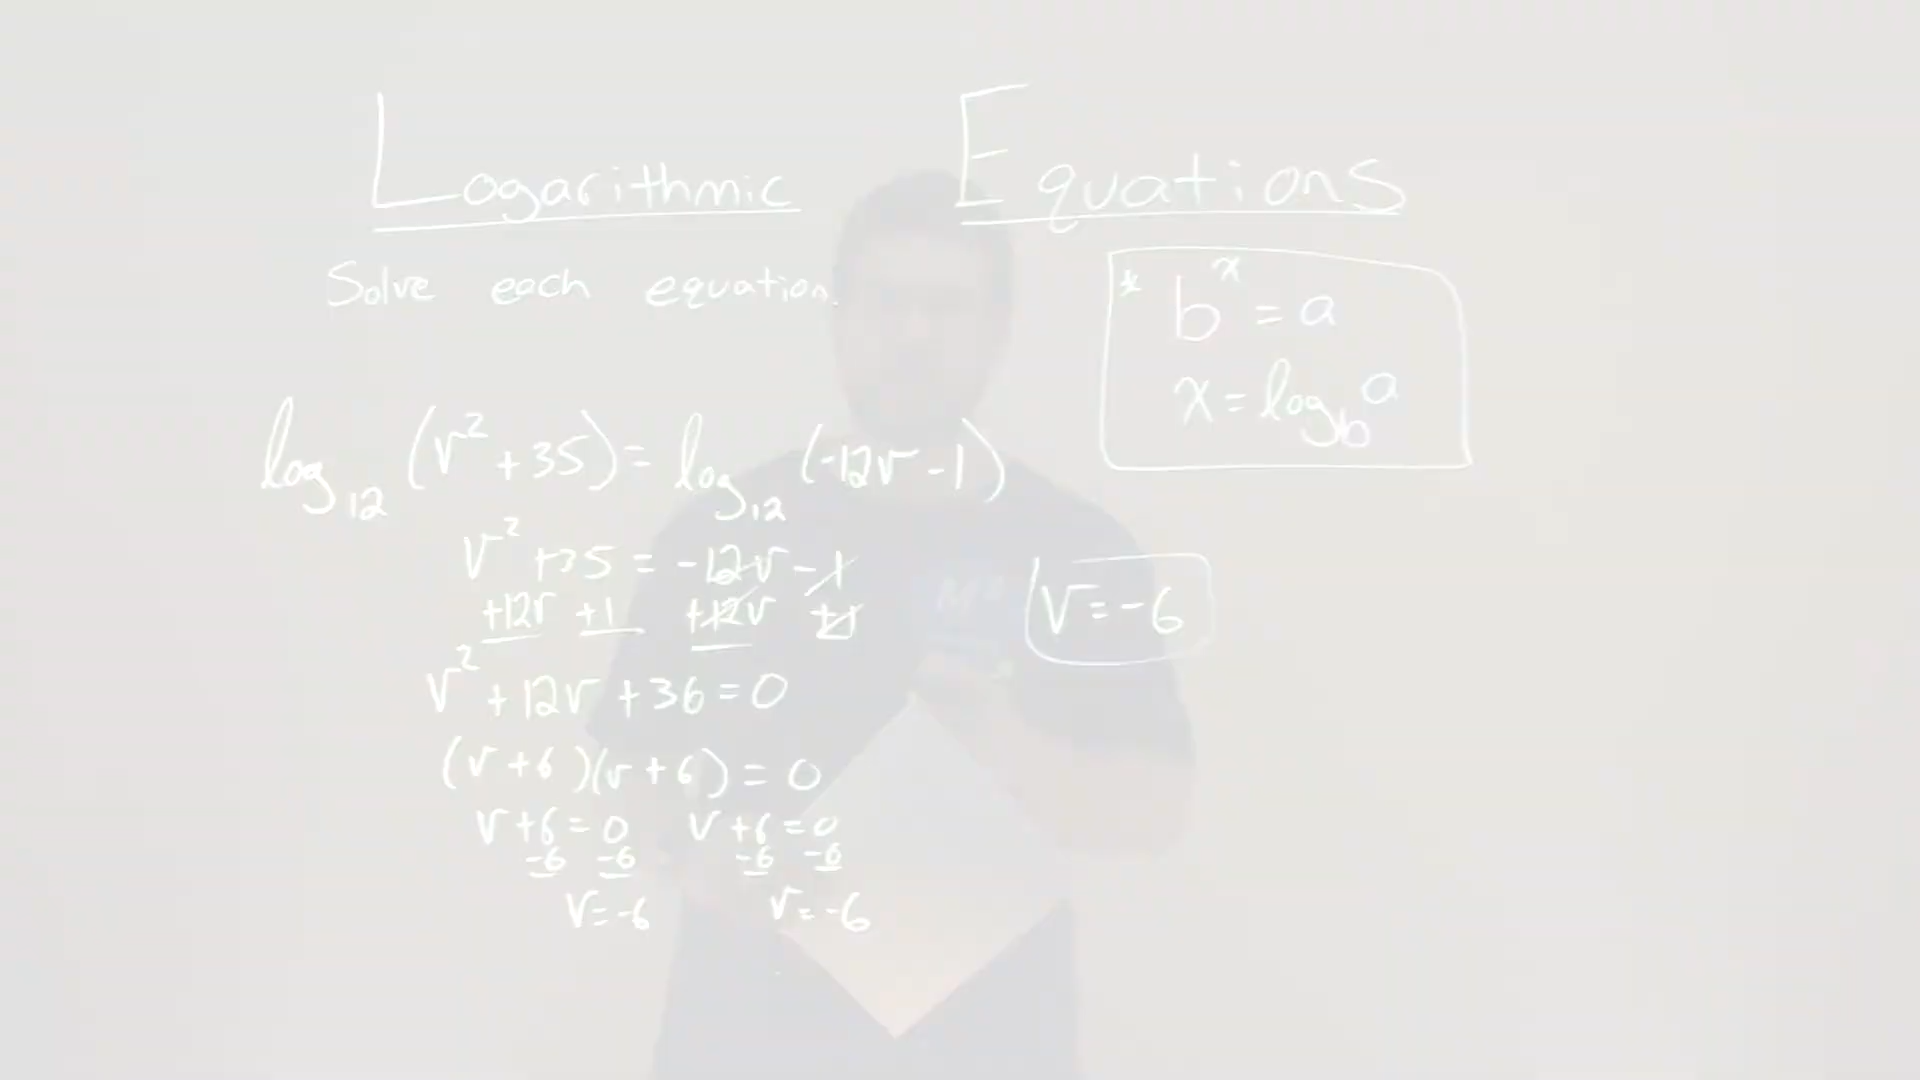 Logarithmic Equations
Solve each equation.
* b^x = a
x = log_b a
log_12 (v^2 + 35) = log_12 (-12v - 1)
v^2 + 35 = -12v - 1
+12v +1 +12v +1
v^2 + 12v + 36 = 0
(v + 6)(v + 6) = 0
v + 6 = 0 v + 6 = 0
-6 -6 -6 -6
v = -6 v = -6
v = -6